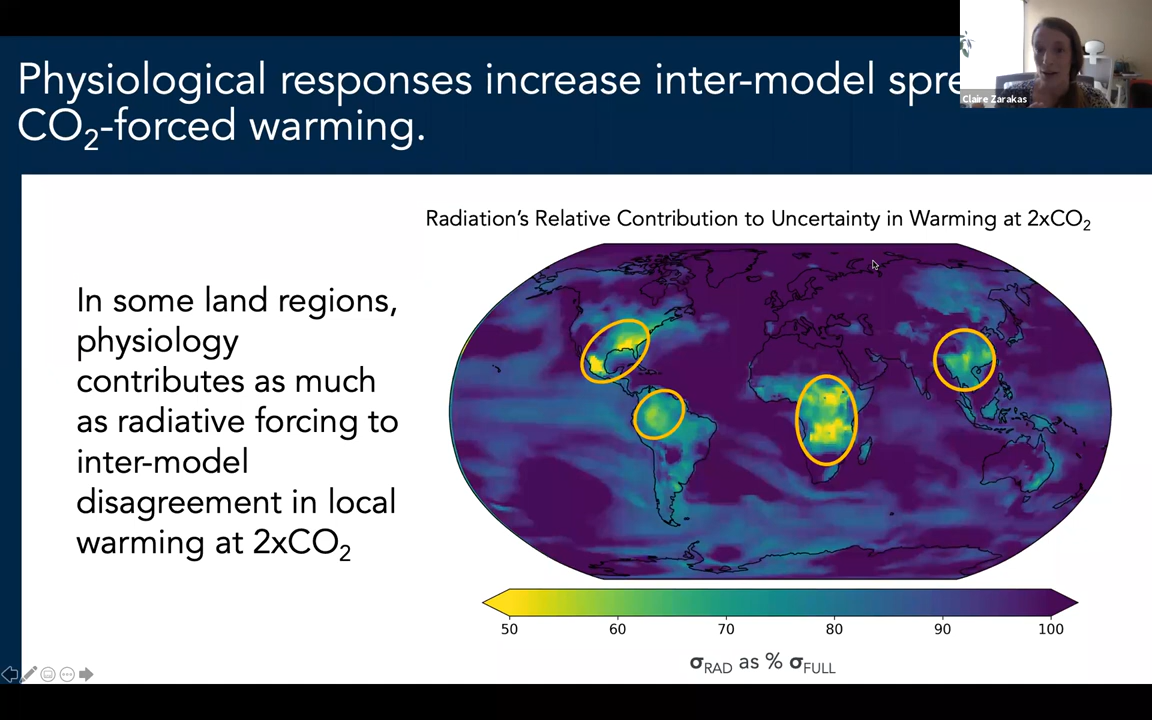 Physiological responses increase inter-model spre
CO₂-forced warming.
Claire Zarakas
Radiation's Relative Contribution to Uncertainty in Warming at 2xCO₂
In some land regions,
physiology
contributes as much
as radiative forcing to
inter-model
disagreement in local
warming at 2xCO₂
50 60 70 80 90 100
σRAD as % σFULL